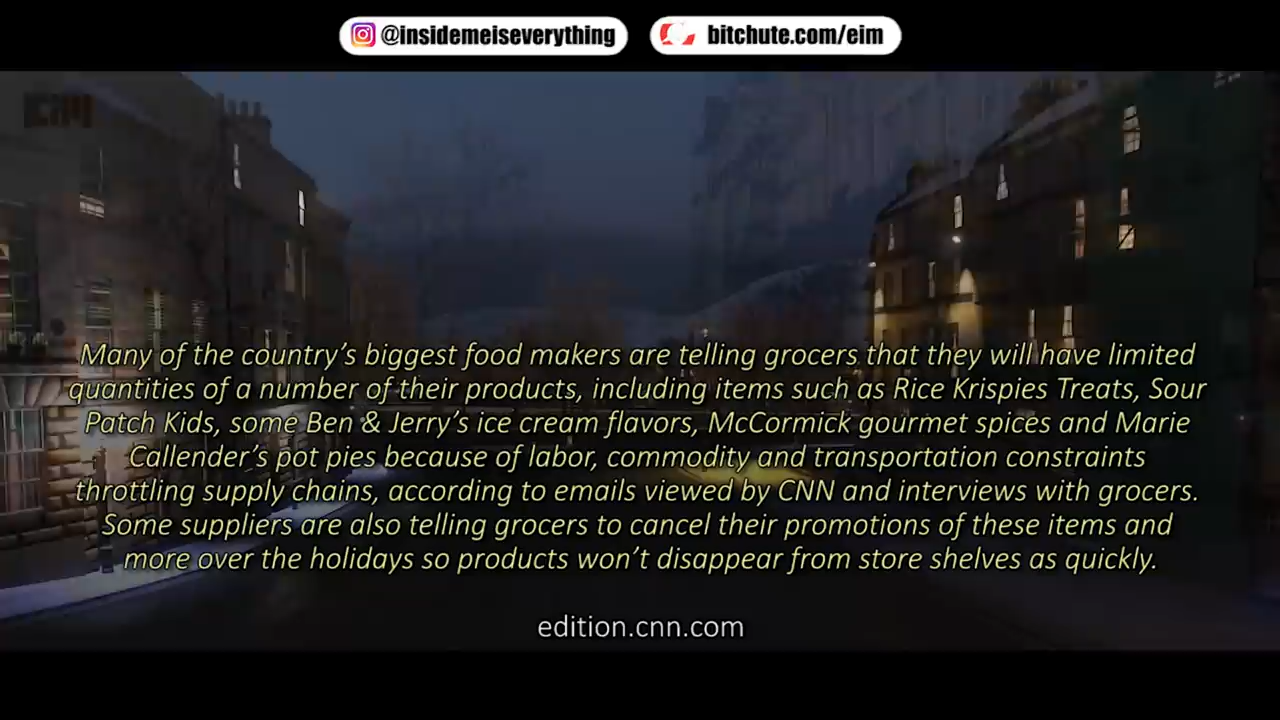 @insidemeiseverything
bitchute.com/eim
EIM
Many of the country’s biggest food makers are telling grocers that they will have limited
quantities of a number of their products, including items such as Rice Krispies Treats, Sour
Patch Kids, some Ben & Jerry’s ice cream flavors, McCormick gourmet spices and Marie
Callender’s pot pies because of labor, commodity and transportation constraints
throttling supply chains, according to emails viewed by CNN and interviews with grocers.
Some suppliers are also telling grocers to cancel their promotions of these items and
more over the holidays so products won’t disappear from store shelves as quickly.
edition.cnn.com